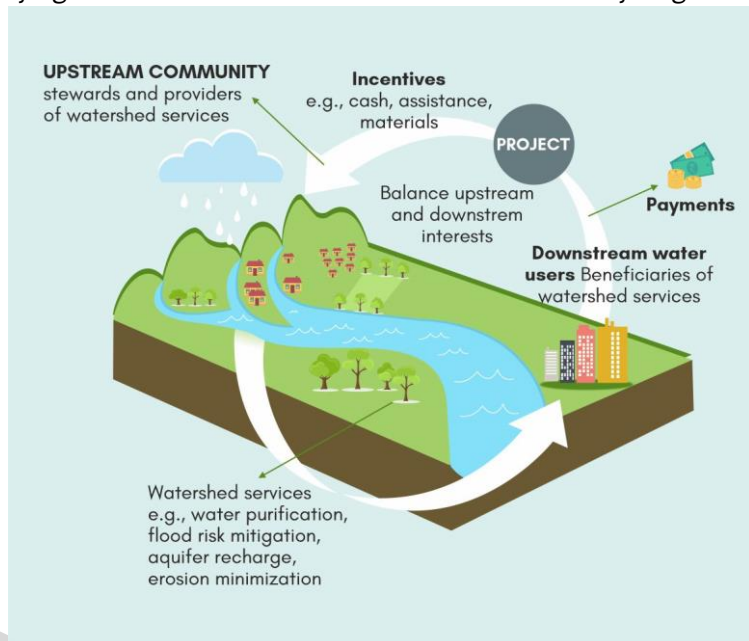 UPSTREAM COMMUNITY
stewards and providers
of watershed services
Incentives
e.g., cash, assistance,
materials
PROJECT
Payments
Balance upstream
and downstrem
interests
Downstream water
users Beneficiaries of
watershed services
Watershed services
e.g., water purification,
flood risk mitigation,
aquifer recharge,
erosion minimization